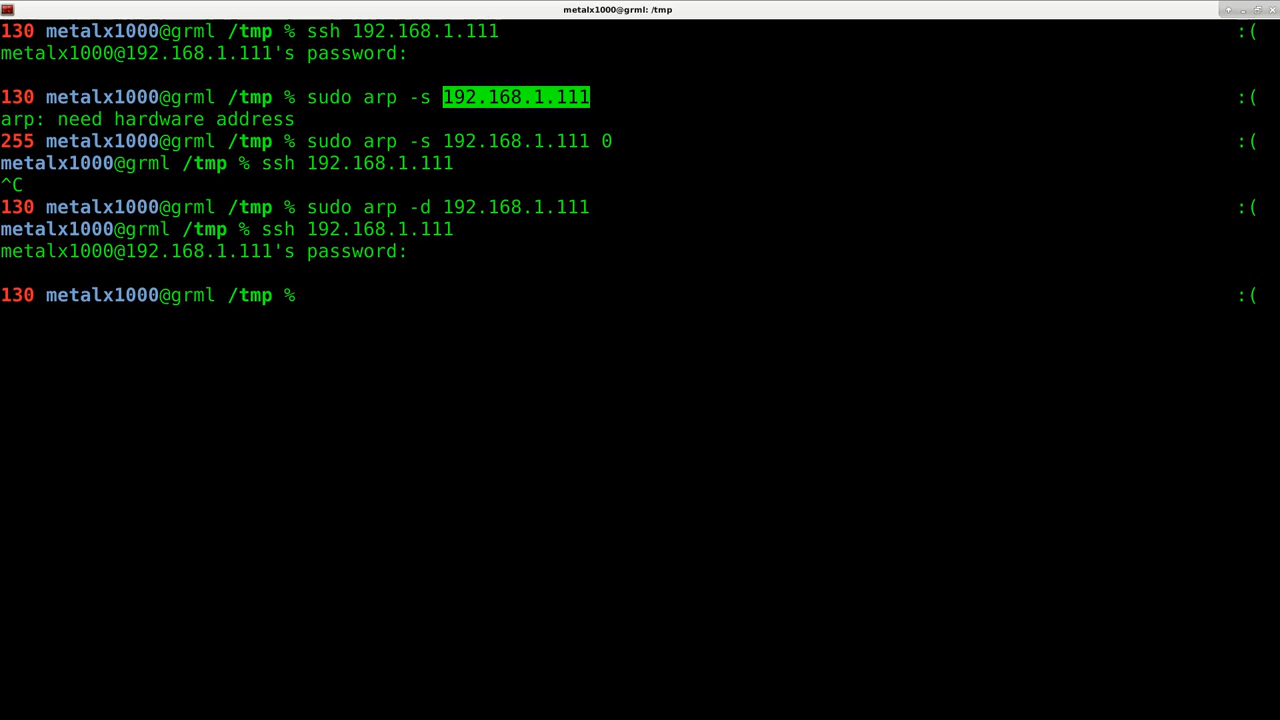 metalx1000@grml: /tmp
130 metalx1000@grml /tmp % ssh 192.168.1.111 :(
metalx1000@192.168.1.111's password:
130 metalx1000@grml /tmp % sudo arp -s 192.168.1.111 :(
arp: need hardware address
255 metalx1000@grml /tmp % sudo arp -s 192.168.1.111 0 :(
metalx1000@grml /tmp % ssh 192.168.1.111
^C
130 metalx1000@grml /tmp % sudo arp -d 192.168.1.111 :(
metalx1000@grml /tmp % ssh 192.168.1.111
metalx1000@192.168.1.111's password:
130 metalx1000@grml /tmp % :(